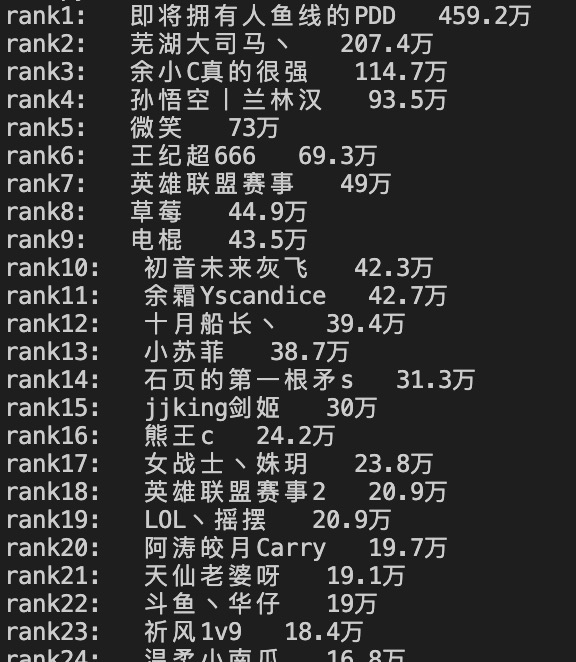 rank1: 即将拥有人鱼线的PDD 459.2万
rank2: 芜湖大司马丶 207.4万
rank3: 余小C真的很强 114.7万
rank4: 孙悟空丨兰林汉 93.5万
rank5: 微笑 73万
rank6: 王纪超666 69.3万
rank7: 英雄联盟赛事 49万
rank8: 草莓 44.9万
rank9: 电棍 43.5万
rank10: 初音未来灰飞 42.3万
rank11: 余霜Yscandice 42.7万
rank12: 十月船长丶 39.4万
rank13: 小苏菲 38.7万
rank14: 石页的第一根矛s 31.3万
rank15: jjking剑姬 30万
rank16: 熊王c 24.2万
rank17: 女战士丶姝玥 23.8万
rank18: 英雄联盟赛事2 20.9万
rank19: LOL丶摇摆 20.9万
rank20: 阿涛皎月Carry 19.7万
rank21: 天仙老婆呀 19.1万
rank22: 斗鱼丶华仔 19万
rank23: 祈风1v9 18.4万
rank24: 温柔小南瓜 16.8万